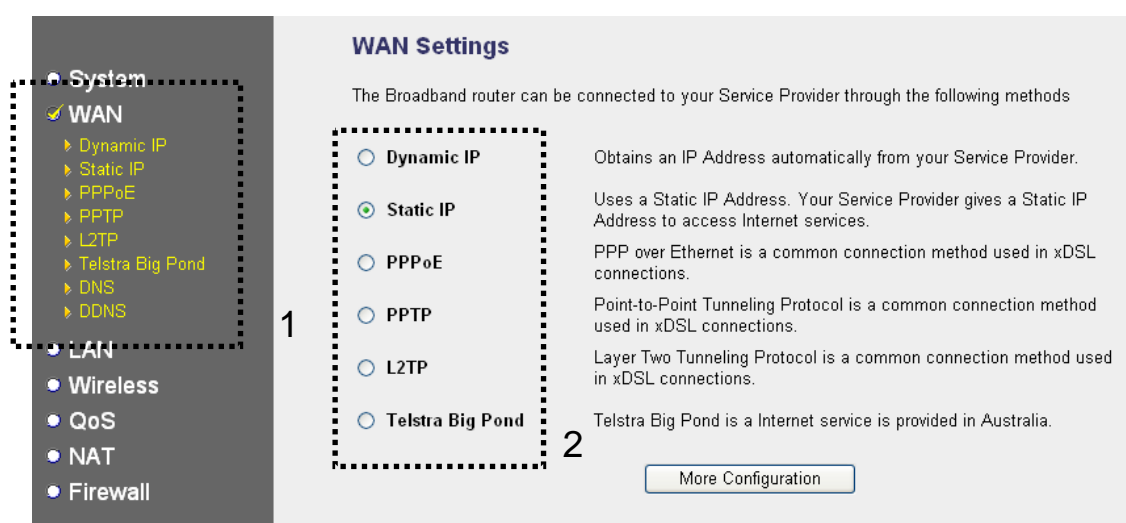 System
WAN
Dynamic IP
Static IP
PPPoE
PPTP
L2TP
Telstra Big Pond
DNS
DDNS
LAN
Wireless
QoS
NAT
Firewall
1
WAN Settings
The Broadband router can be connected to your Service Provider through the following methods
Dynamic IP
Obtains an IP Address automatically from your Service Provider.
Static IP
Uses a Static IP Address. Your Service Provider gives a Static IP
Address to access Internet services.
PPPoE
PPP over Ethernet is a common connection method used in xDSL
connections.
PPTP
Point-to-Point Tunneling Protocol is a common connection method
used in xDSL connections.
L2TP
Layer Two Tunneling Protocol is a common connection method used
in xDSL connections.
Telstra Big Pond
Telstra Big Pond is a Internet service is provided in Australia.
2
More Configuration